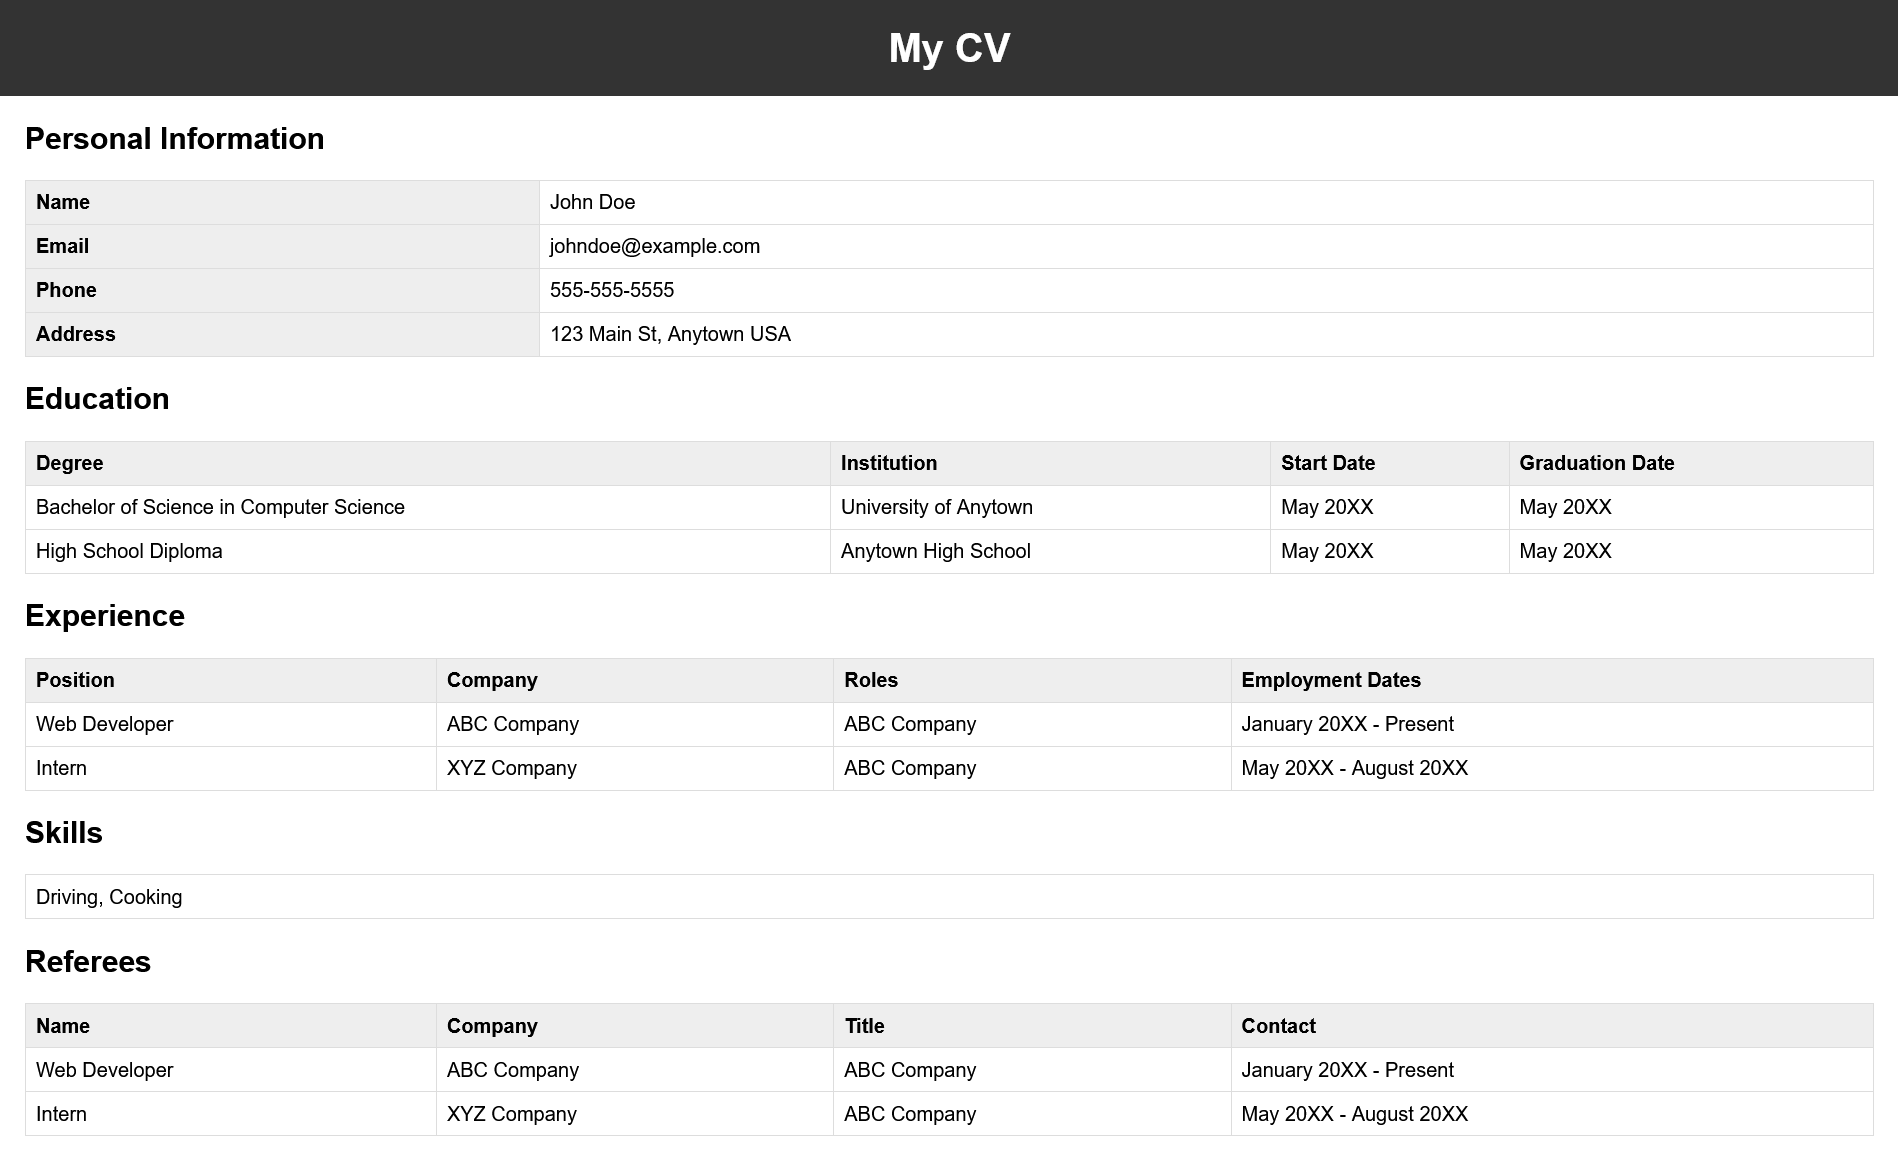 My CV
Personal Information
Name John Doe
Email johndoe@example.com
Phone 555-555-5555
Address 123 Main St, Anytown USA
Education
Degree Institution Start Date Graduation Date
Bachelor of Science in Computer Science University of Anytown May 20XX May 20XX
High School Diploma Anytown High School May 20XX May 20XX
Experience
Position Company Roles Employment Dates
Web Developer ABC Company ABC Company January 20XX - Present
Intern XYZ Company ABC Company May 20XX - August 20XX
Skills
Driving, Cooking
Referees
Name Company Title Contact
Web Developer ABC Company ABC Company January 20XX - Present
Intern XYZ Company ABC Company May 20XX - August 20XX